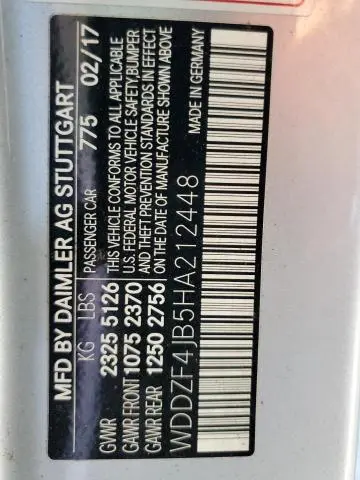 MFD BY DAIMLER AG STUTTGART
KG LBS PASSENGER CAR 775 02/17
GVWR 2325 5126 THIS VEHICLE CONFORMS TO ALL APPLICABLE
GAWR FRONT 1075 2370 U.S. FEDERAL MOTOR VEHICLE SAFETY,BUMPER
GAWR REAR 1250 2756 AND THEFT PREVENTION STANDARDS IN EFFECT
ON THE DATE OF MANUFACTURE SHOWN ABOVE
WDDZF4JB5HA212448 MADE IN GERMANY